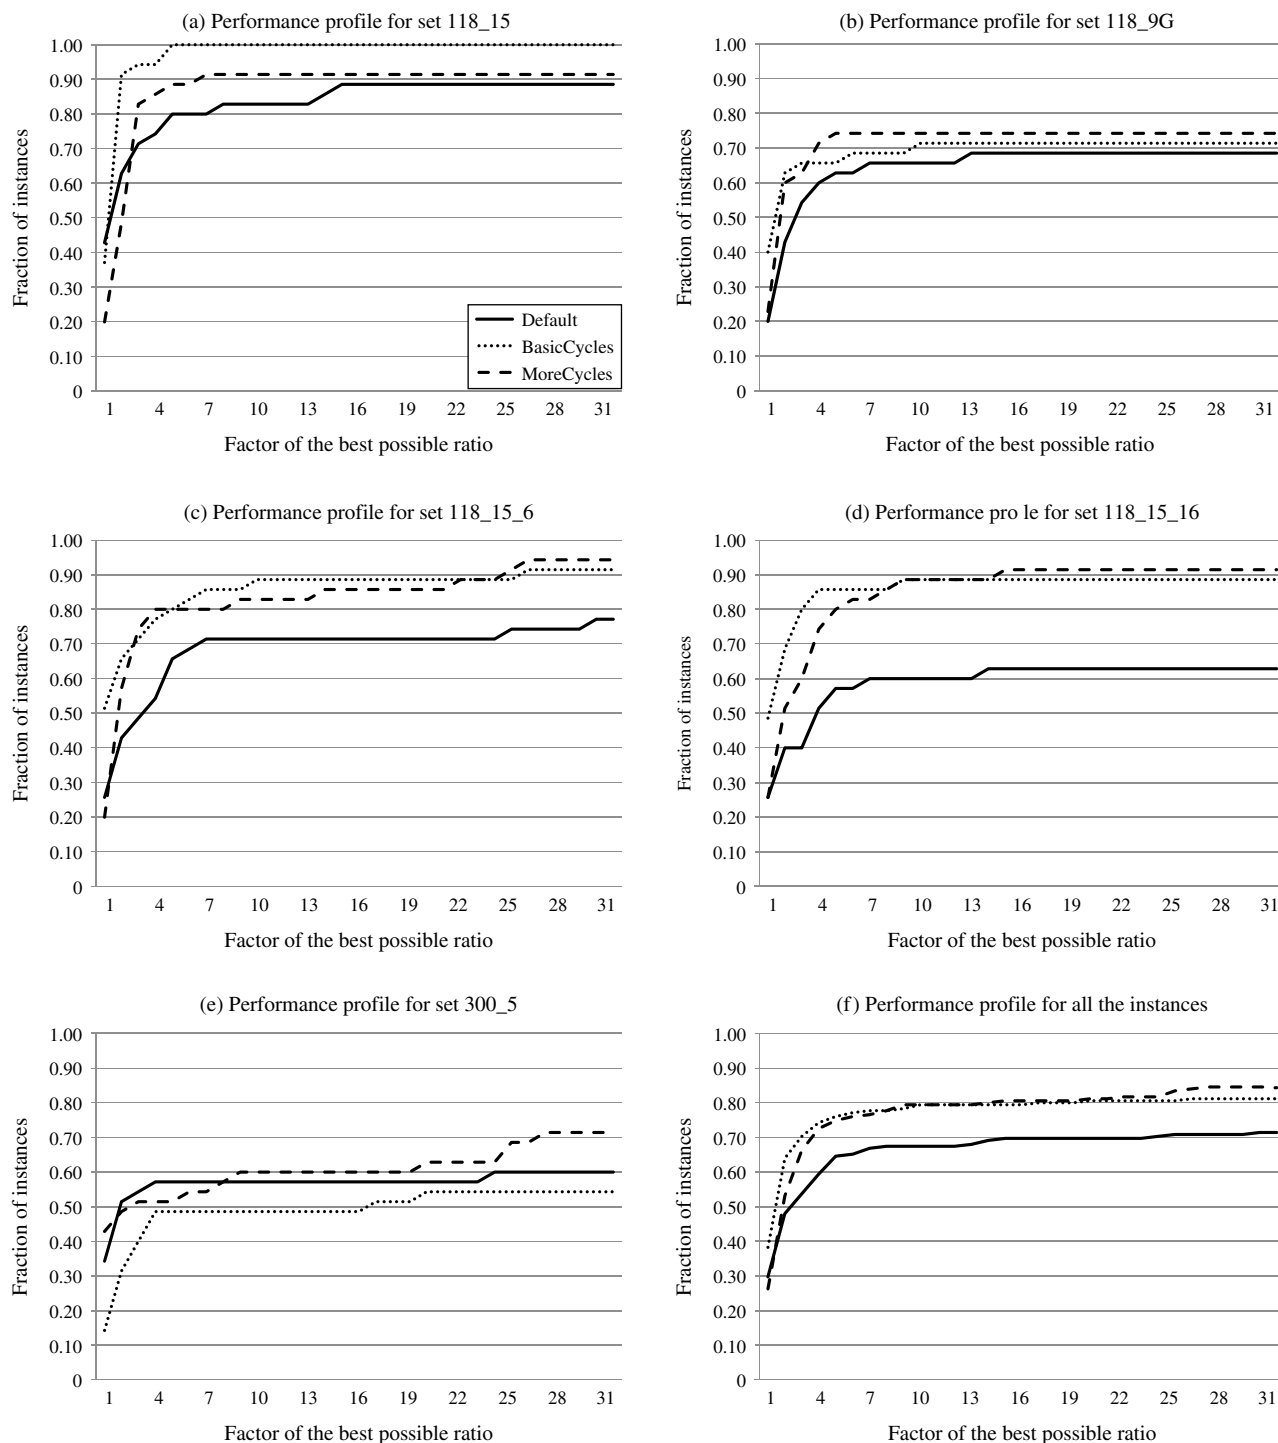 (a) Performance profile for set 118_15
1.00
0.90
0.80
0.70
0.60
0.50
0.40
0.30
0.20
0.10
0
Fraction of instances
Default
BasicCycles
MoreCycles
1 4 7 10 13 16 19 22 25 28 31
Factor of the best possible ratio
(b) Performance profile for set 118_9G
1.00
0.90
0.80
0.70
0.60
0.50
0.40
0.30
0.20
0.10
0
Fraction of instances
1 4 7 10 13 16 19 22 25 28 31
Factor of the best possible ratio
(c) Performance profile for set 118_15_6
1.00
0.90
0.80
0.70
0.60
0.50
0.40
0.30
0.20
0.10
0
Fraction of instances
1 4 7 10 13 16 19 22 25 28 31
Factor of the best possible ratio
(d) Performance pro le for set 118_15_16
1.00
0.90
0.80
0.70
0.60
0.50
0.40
0.30
0.20
0.10
0
Fraction of instances
1 4 7 10 13 16 19 22 25 28 31
Factor of the best possible ratio
(e) Performance profile for set 300_5
1.00
0.90
0.80
0.70
0.60
0.50
0.40
0.30
0.20
0.10
0
Fraction of instances
1 4 7 10 13 16 19 22 25 28 31
Factor of the best possible ratio
(f) Performance profile for all the instances
1.00
0.90
0.80
0.70
0.60
0.50
0.40
0.30
0.20
0.10
0
Fraction of instances
1 4 7 10 13 16 19 22 25 28 31
Factor of the best possible ratio